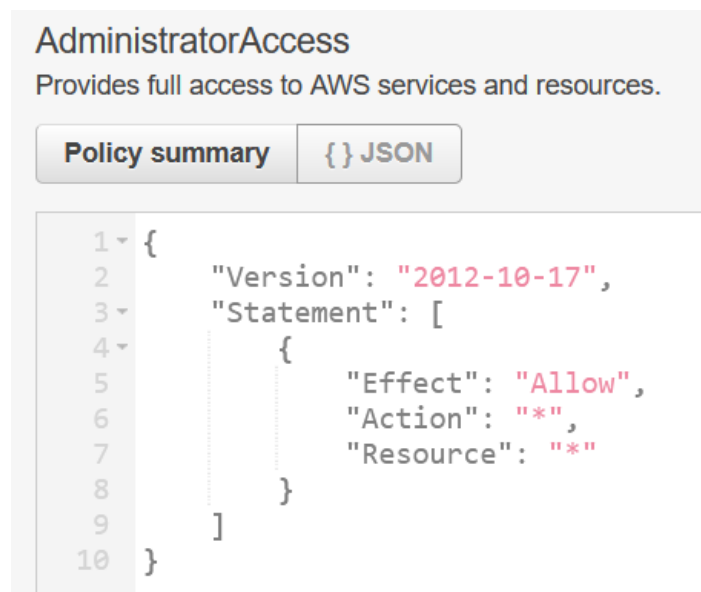 AdministratorAccess
Provides full access to AWS services and resources.
Policy summary { } JSON
1 {
2 "Version": "2012-10-17",
3 "Statement": [
4 {
5 "Effect": "Allow",
6 "Action": "*",
7 "Resource": "*"
8 }
9 ]
10 }